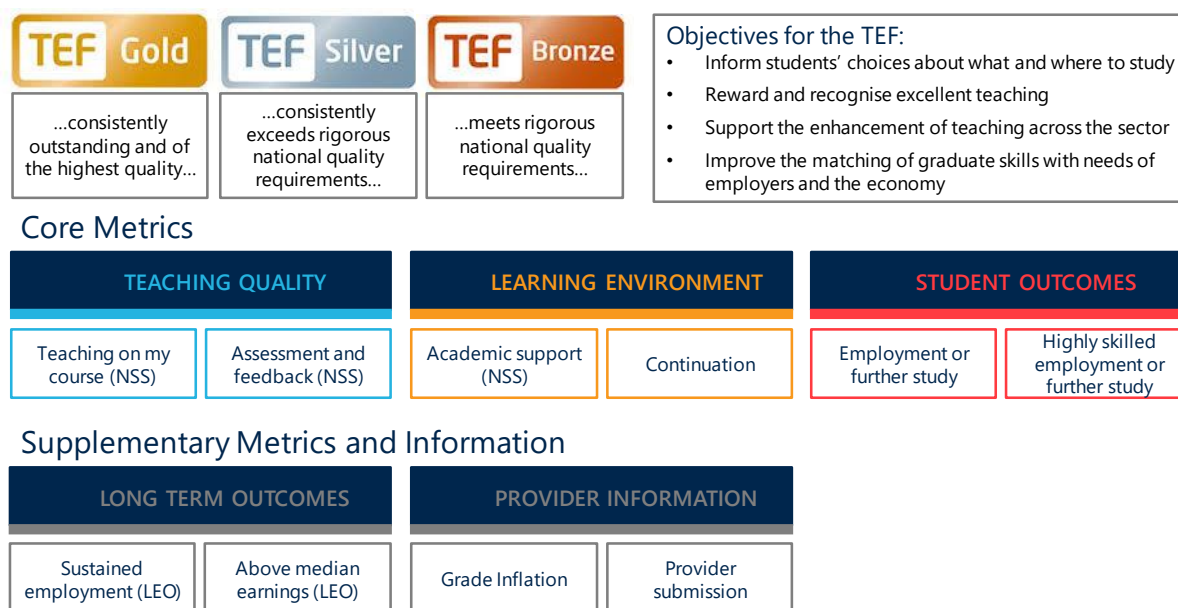 TEF Gold
TEF Silver
TEF Bronze
...consistently
outstanding and of
the highest quality...
...consistently
exceeds rigorous
national quality
requirements...
...meets rigorous
national quality
requirements...
Objectives for the TEF:
• Inform students' choices about what and where to study
• Reward and recognise excellent teaching
• Support the enhancement of teaching across the sector
• Improve the matching of graduate skills with needs of
employers and the economy
Core Metrics
TEACHING QUALITY
Teaching on my
course (NSS)
Assessment and
feedback (NSS)
LEARNING ENVIRONMENT
Academic support
(NSS)
Continuation
STUDENT OUTCOMES
Employment or
further study
Highly skilled
employment or
further study
Supplementary Metrics and Information
LONG TERM OUTCOMES
Sustained
employment (LEO)
Above median
earnings (LEO)
PROVIDER INFORMATION
Grade Inflation
Provider
submission